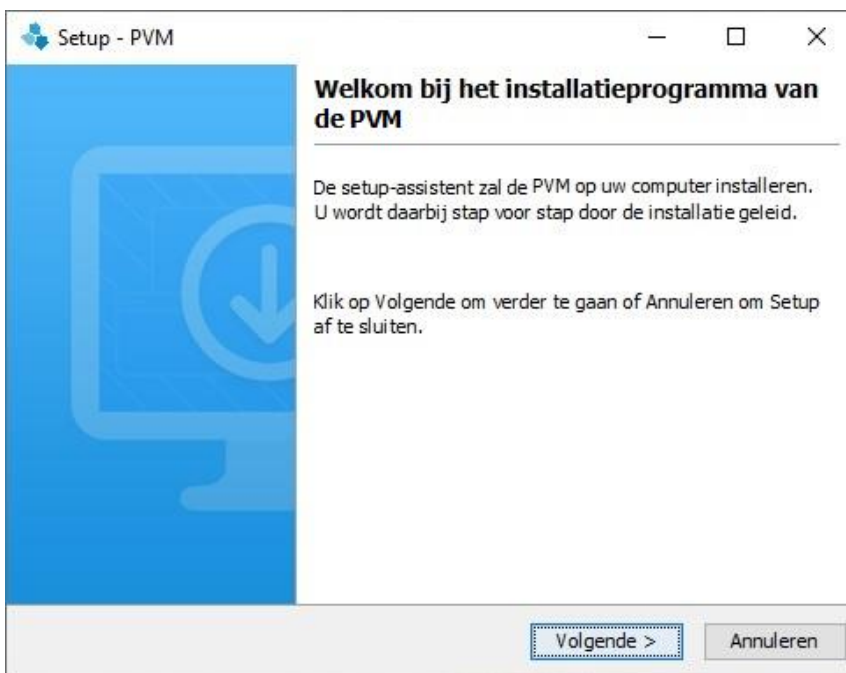 Setup - PVM
Welkom bij het installatieprogramma van
de PVM
De setup-assistent zal de PVM op uw computer installeren.
U wordt daarbij stap voor stap door de installatie geleid.
Klik op Volgende om verder te gaan of Annuleren om Setup
af te sluiten.
Volgende >
Annuleren